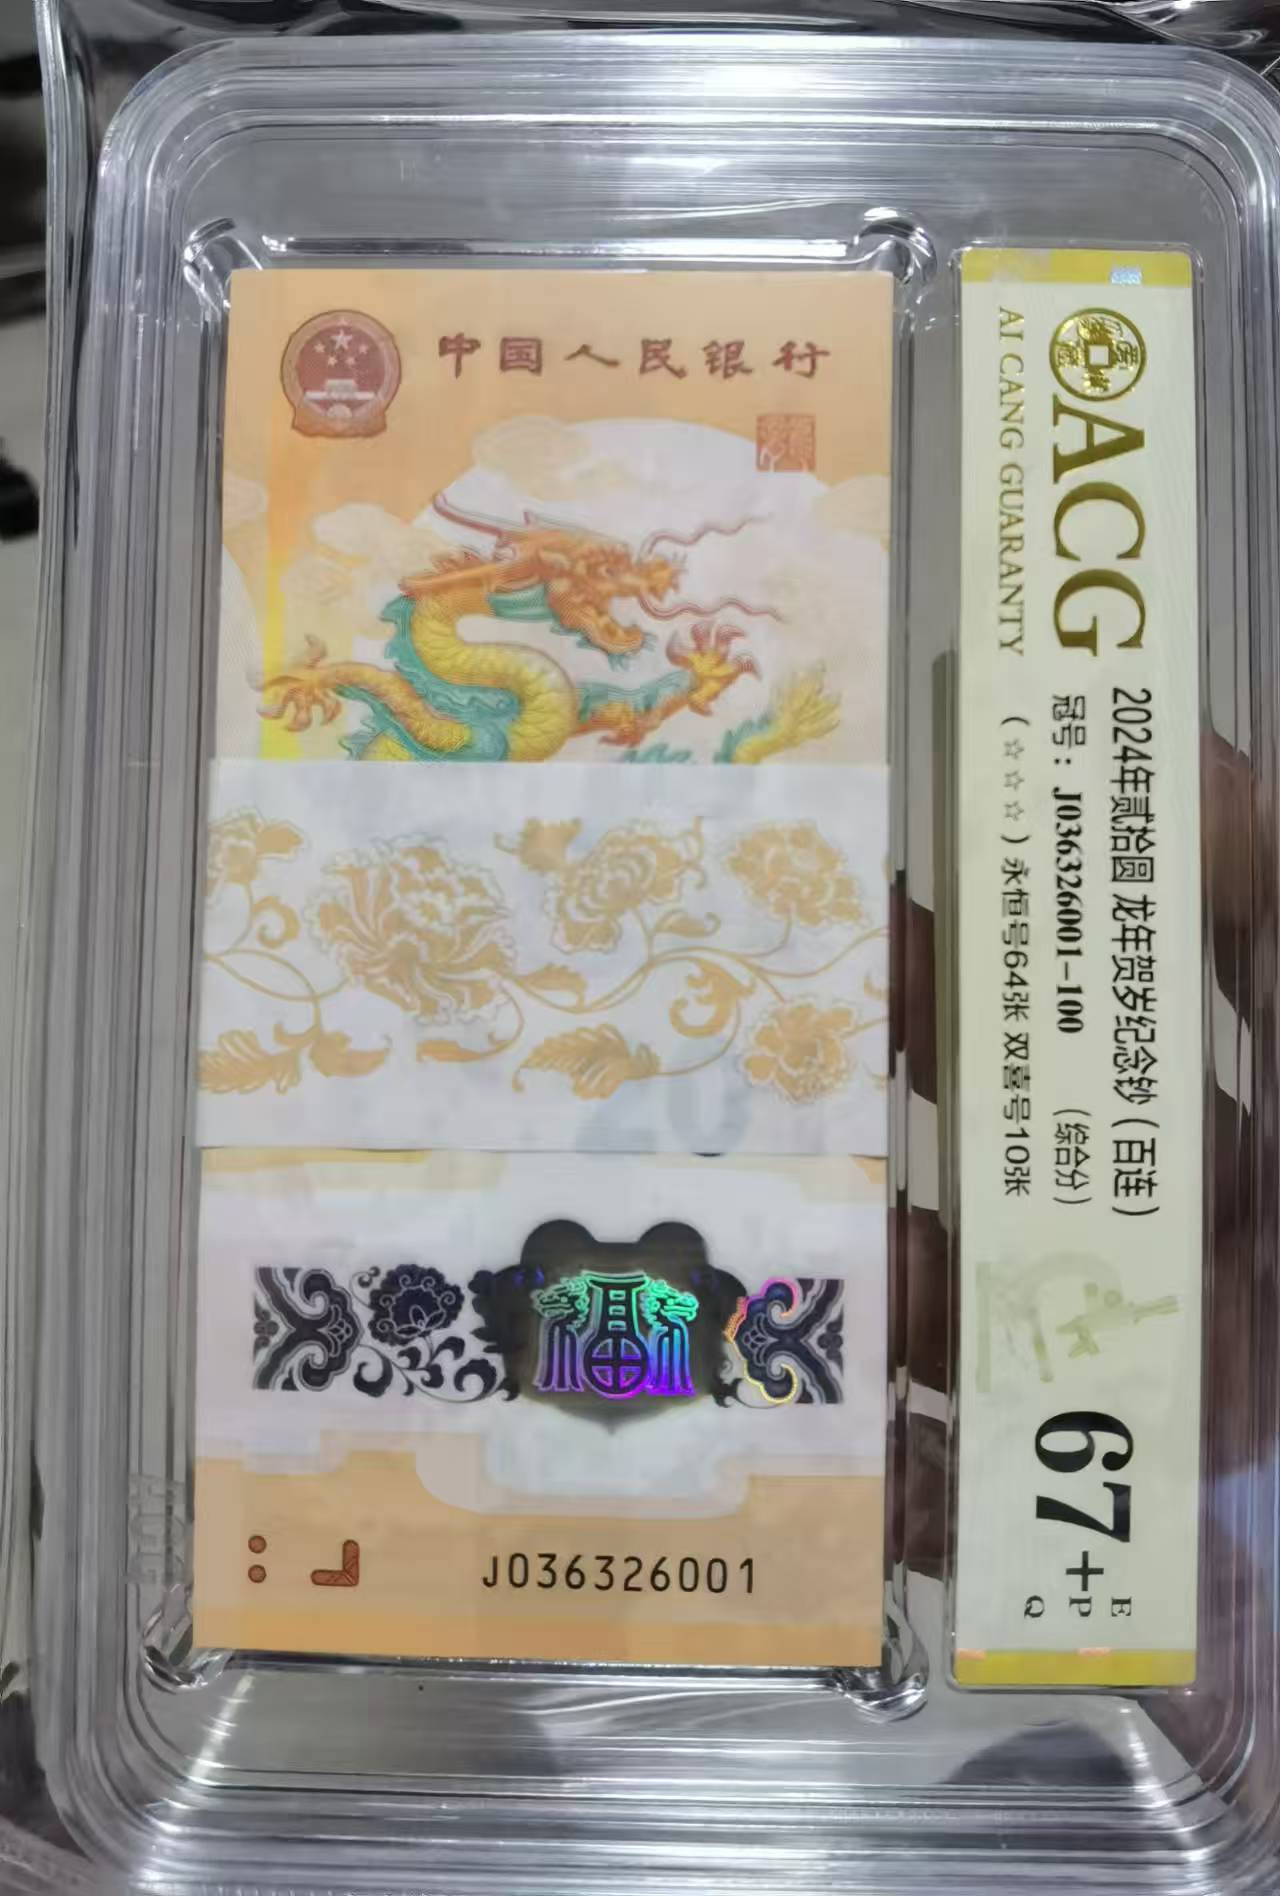 中国人民银行
J036326001
ACG
AI CANG GUARANTY
2024年贰拾圆 龙年贺岁纪念钞（百连）
冠号：J036326001-100 （综合分）
（☆☆☆）永恒号64张 双喜号10张
67+
E
P
Q